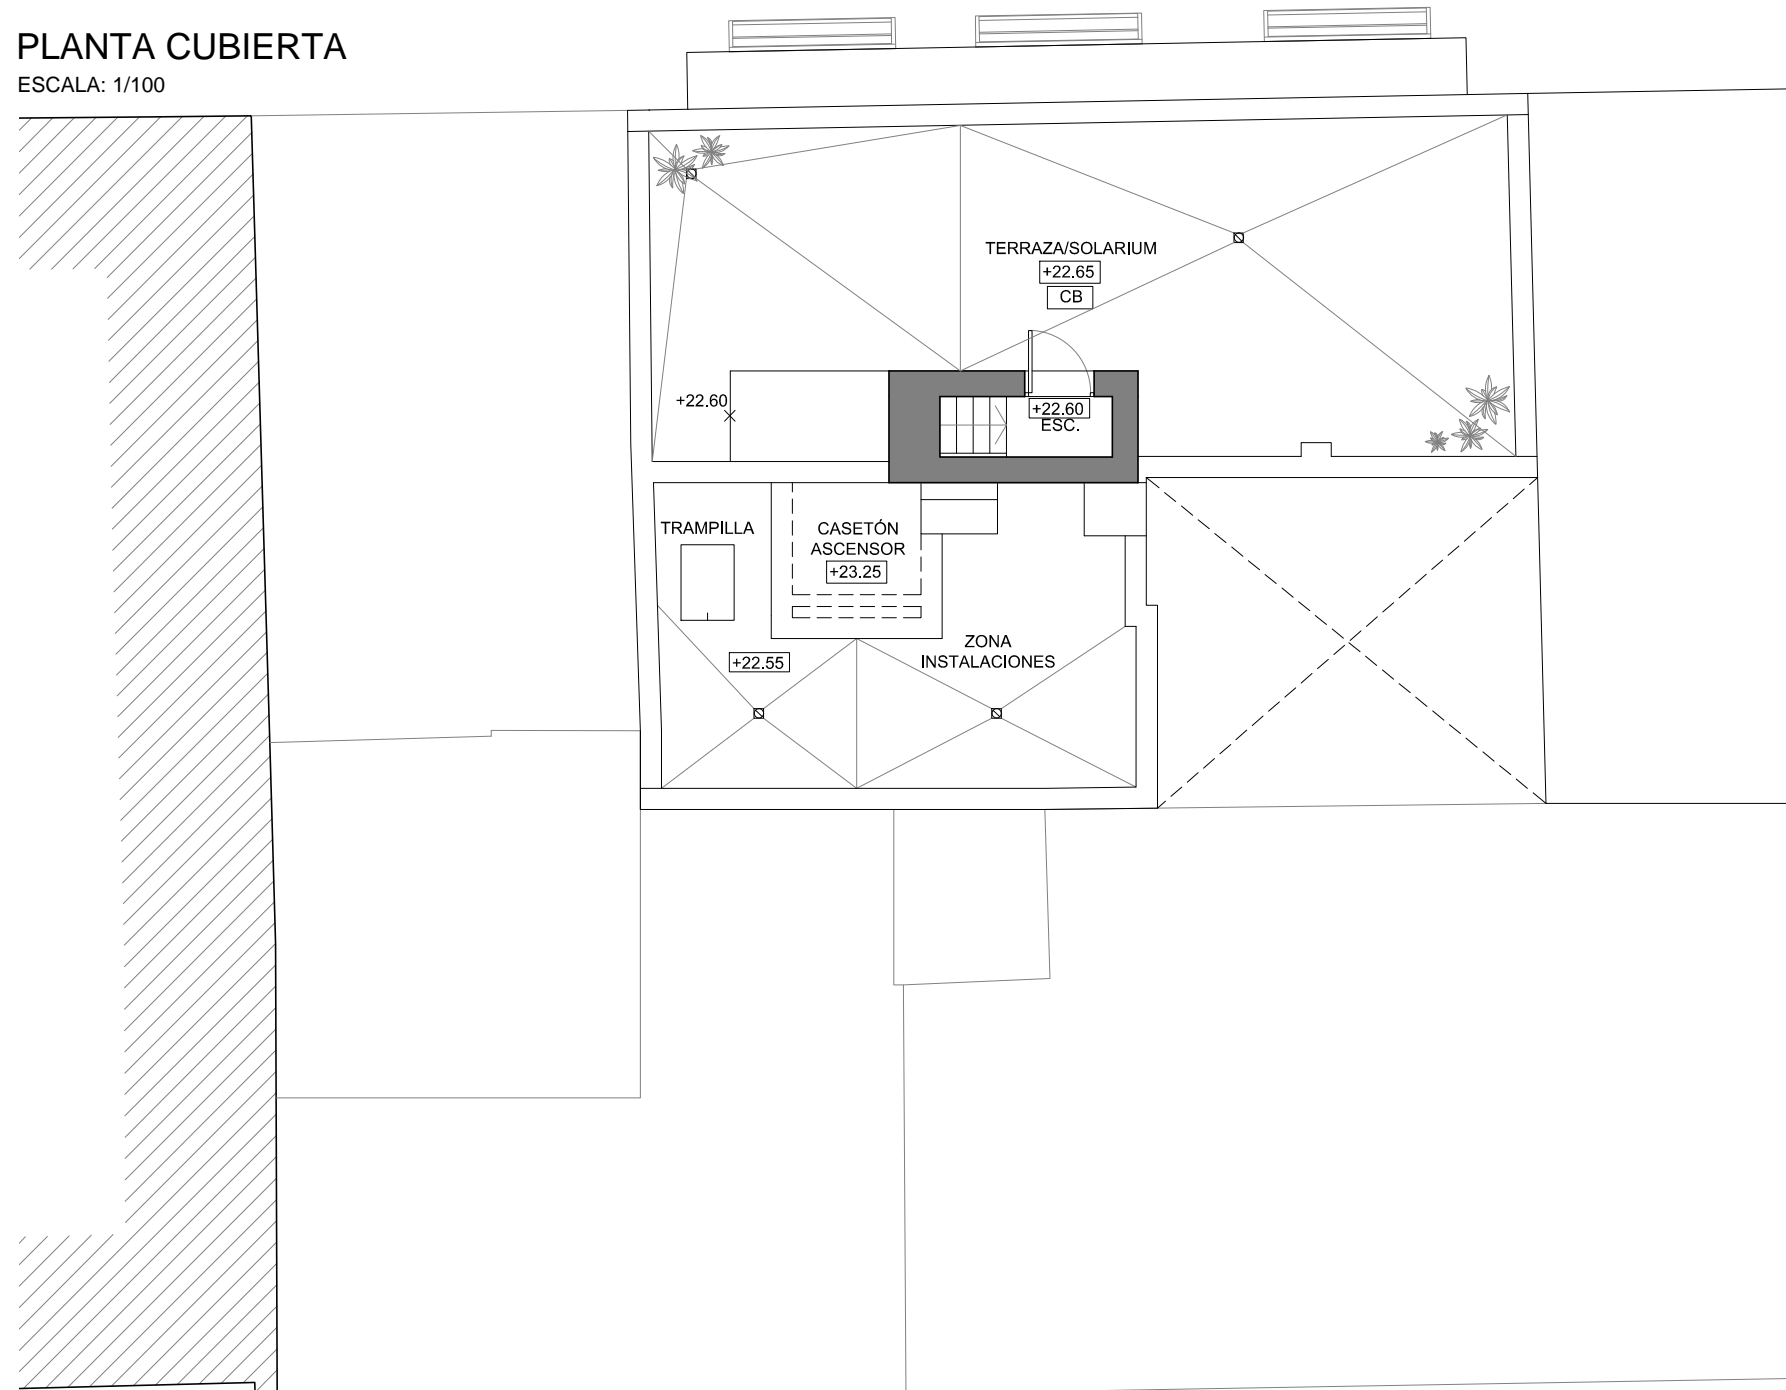 PLANTA CUBIERTA
ESCALA: 1/100
TERRAZA/SOLARIUM
+22.65
CB
+22.60
+22.60
ESC.
TRAMPILLA
CASETÓN
ASCENSOR
+23.25
ZONA
INSTALACIONES
+22.55